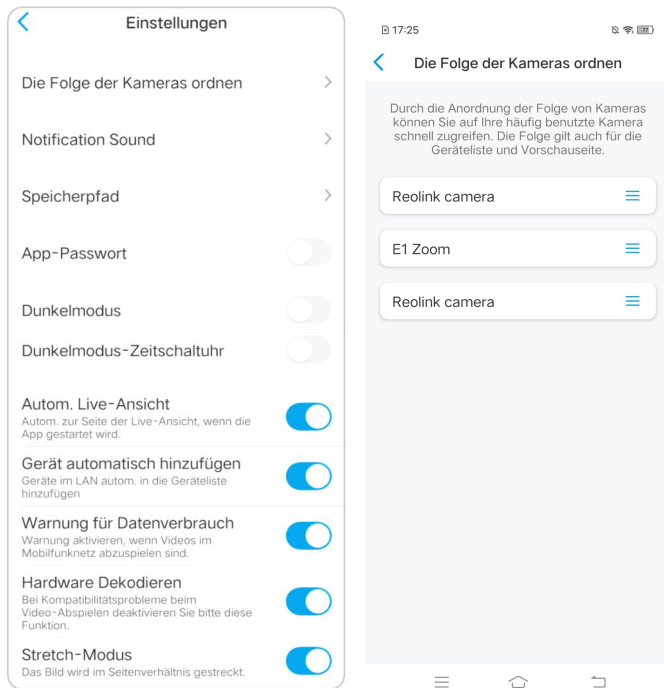 Einstellungen
Die Folge der Kameras ordnen
Notification Sound
Speicherpfad
App-Passwort
Dunkelmodus
Dunkelmodus-Zeitschaltuhr
Autom. Live-Ansicht
Autom. zur Seite der Live-Ansicht, wenn die
App gestartet wird.
Gerät automatisch hinzufügen
Geräte im LAN autom. in die Geräteliste
hinzufügen
Warnung für Datenverbrauch
Warnung aktivieren, wenn Videos im
Mobilfunknetz abzuspielen sind.
Hardware Dekodieren
Bei Kompatibilitätsprobleme beim
Video-Abspielen deaktivieren Sie bitte diese
Funktion.
Stretch-Modus
Das Bild wird im Seitenverhältnis gestreckt.
17:25
Die Folge der Kameras ordnen
Durch die Anordnung der Folge von Kameras
können Sie auf Ihre häufig benutzte Kamera
schnell zugreifen. Die Folge gilt auch für die
Geräteliste und Vorschauseite.
Reolink camera
E1 Zoom
Reolink camera